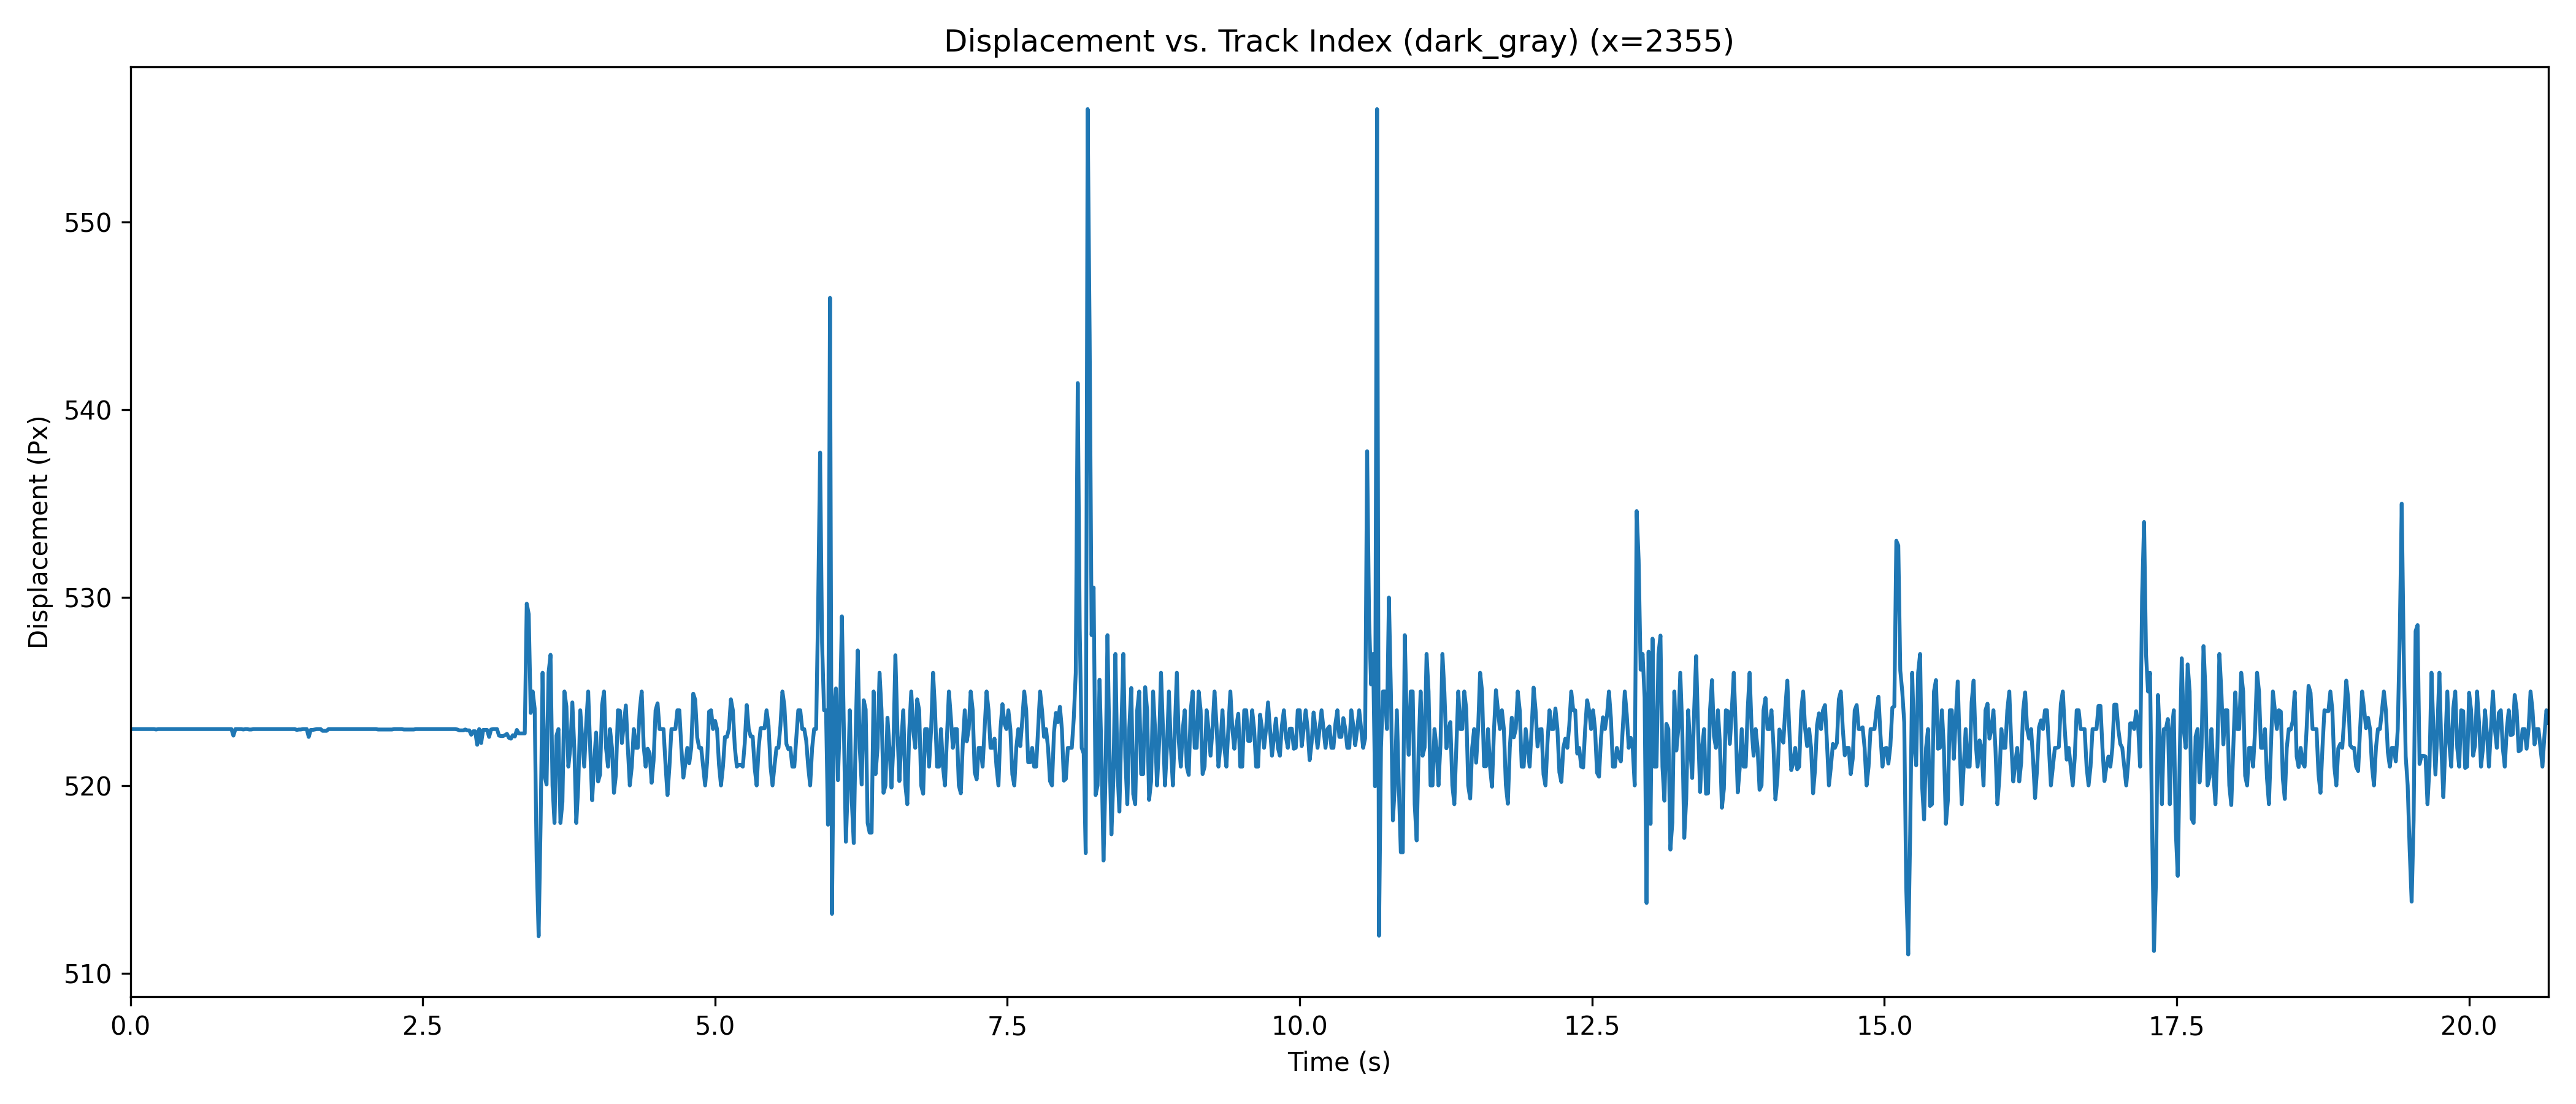 Displacement vs. Track Index (dark_gray) (x=2355)
Displacement (Px)
550
540
530
520
510
0.0 2.5 5.0 7.5 10.0 12.5 15.0 17.5 20.0
Time (s)